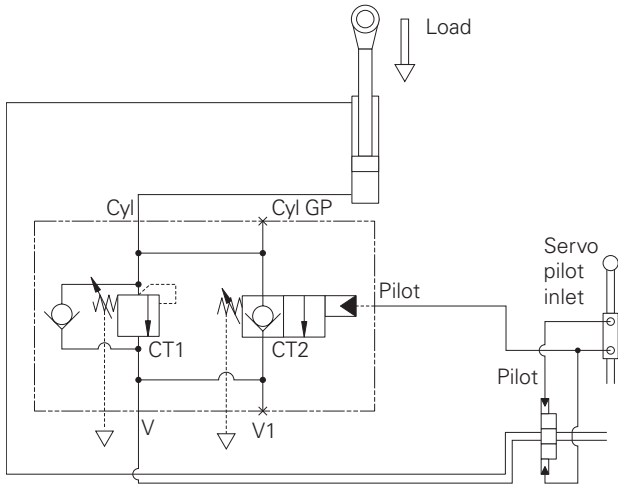 Load
Cyl
Cyl GP
Servo
pilot
inlet
Pilot
CT1
CT2
Pilot
V
V1